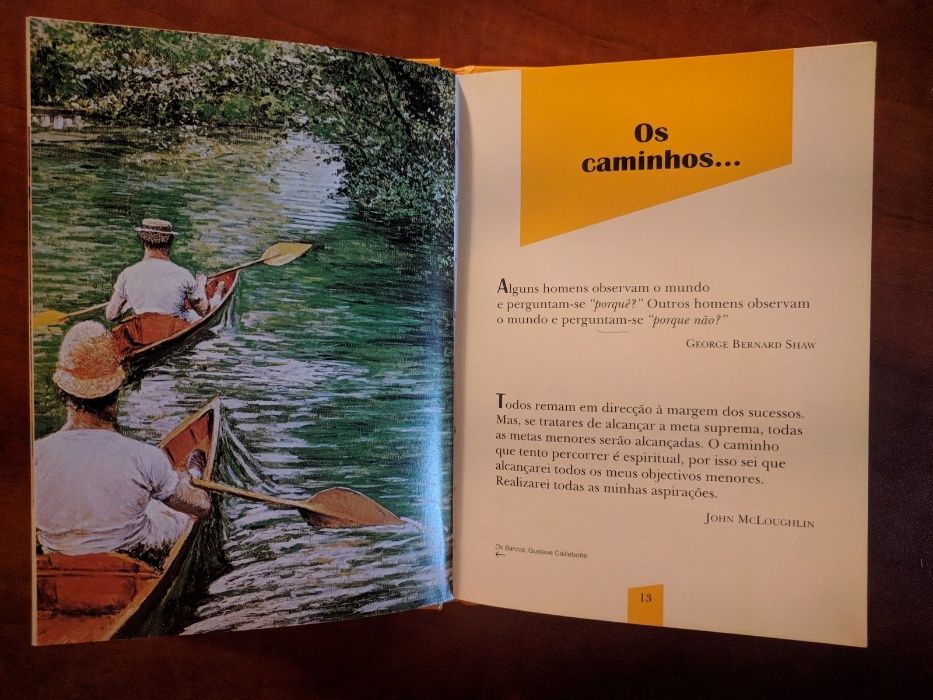 Os
caminhos...
Alguns homens observam o mundo
e perguntam-se “porquê?” Outros homens observam
o mundo e perguntam-se “porque não?”
George Bernard Shaw
Todos remam em direcção à margem dos sucessos.
Mas, se tratares de alcançar a meta suprema, todas
as metas menores serão alcançadas. O caminho
que tento percorrer é espiritual, por isso sei que
alcançarei todos os meus objectivos menores.
Realizarei todas as minhas aspirações.
John McLoughlin
Os Barcos, Gustave Caillebotte.
←
13